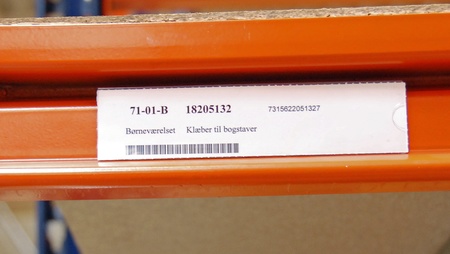 71-01-B 18205132 7315622051327
Børneværelset Klæber til bogstaver